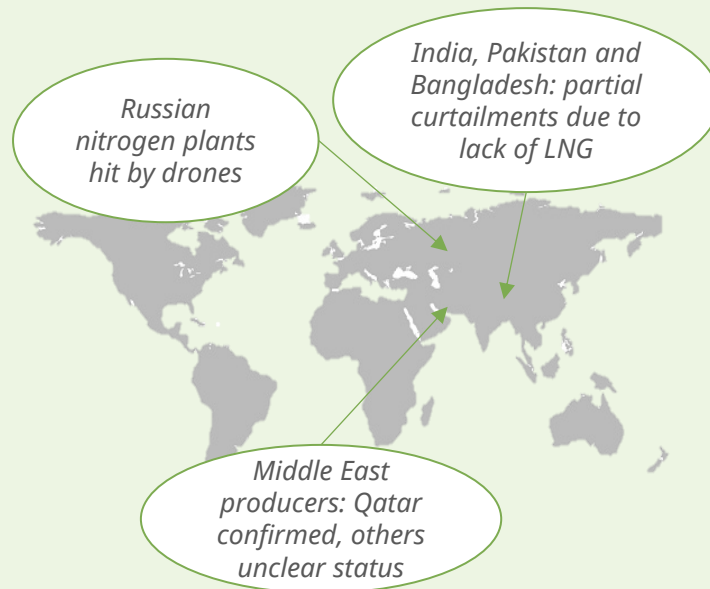 Russian
nitrogen plants
hit by drones
India, Pakistan and
Bangladesh: partial
curtailments due to
lack of LNG
Middle East
producers: Qatar
confirmed, others
unclear status